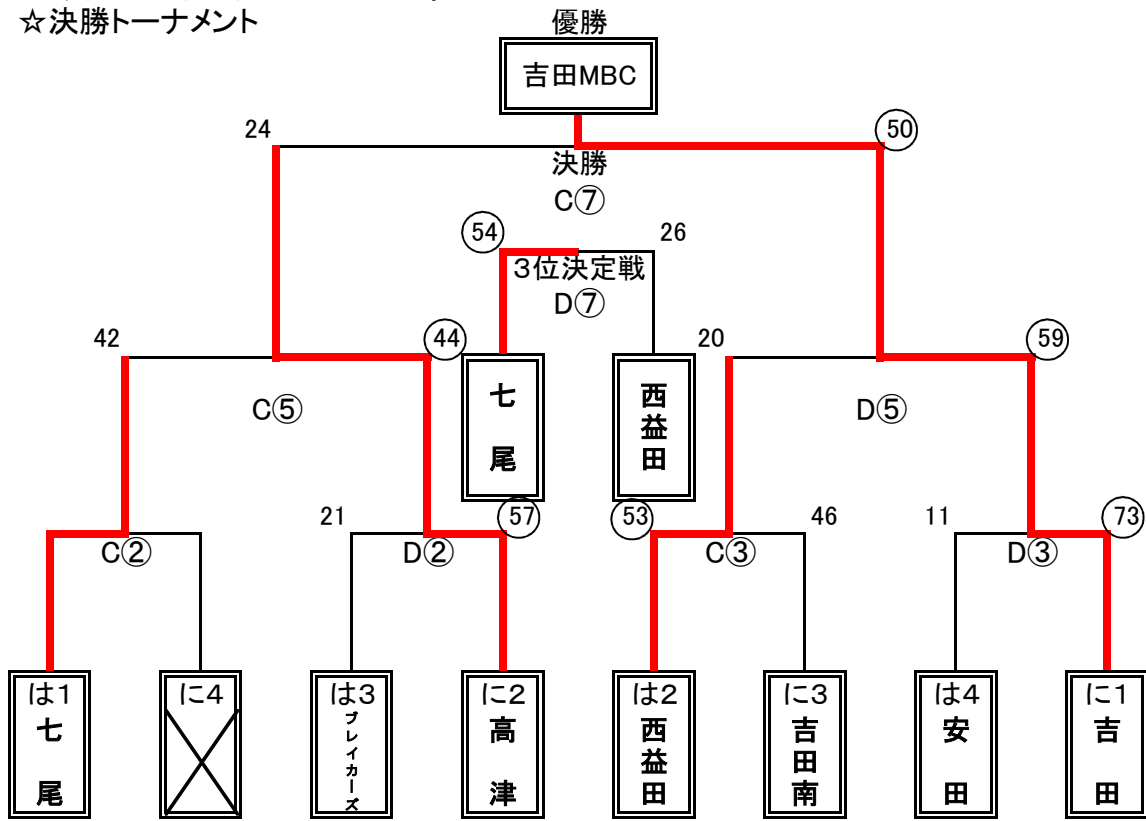 ☆決勝トーナメント
優勝
吉田MBC
24
50
決勝
C⑦
54
26
3位決定戦
D⑦
42
44
20
59
七尾
西益田
C⑤
D⑤
21
57
53
46
11
73
C②
D②
C③
D③
は1
に4
は3
に2
は2
に3
は4
に1
七尾
ブレイカーズ
高津
西益田
吉田南
安田
吉田